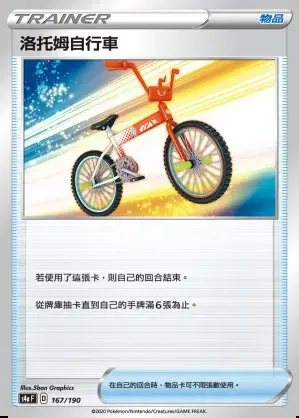 TRAINER 物品
洛托姆自行車
若使用了這張卡，則自己的回合結束。
從牌庫抽卡直到自己的手牌滿6張為止。
Illus.5ban Graphics
s4a F D 167/190
在自己的回合時，物品卡可不限張數使用。
©2020 Pokémon/Nintendo/Creatures/GAME FREAK.